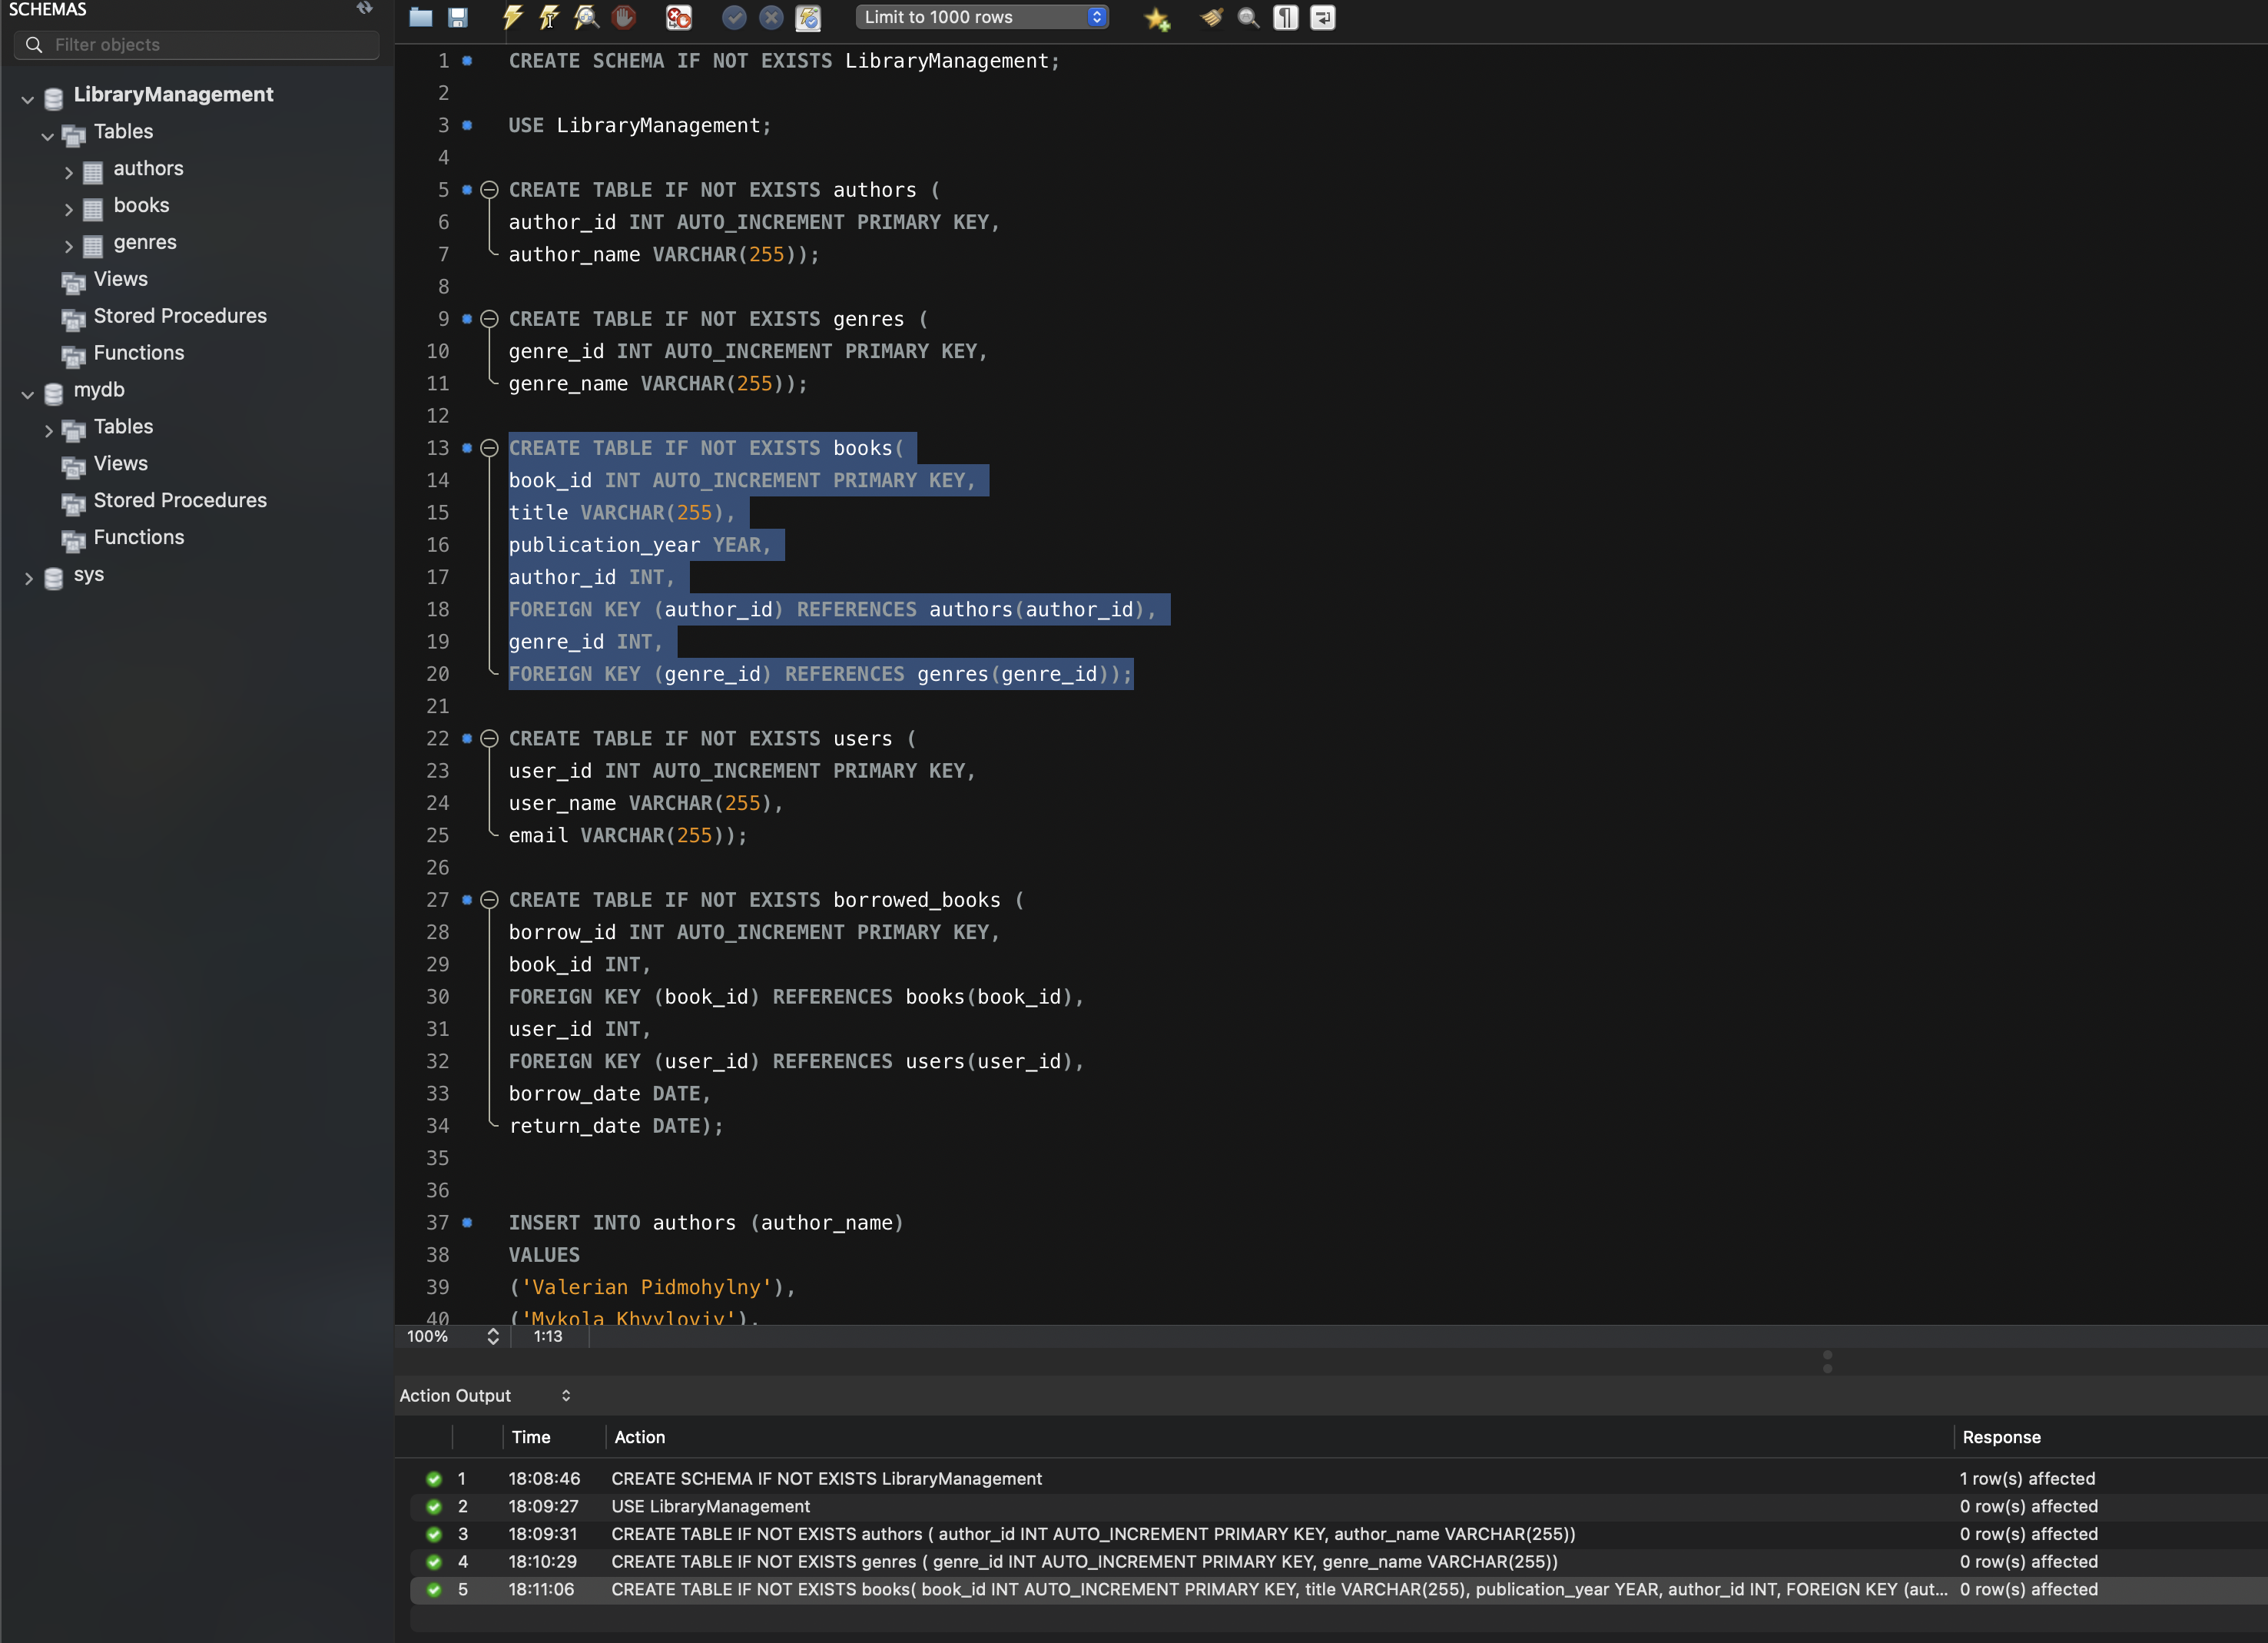 SCHEMAS
Filter objects
LibraryManagement
Tables
authors
books
genres
Views
Stored Procedures
Functions
mydb
Tables
Views
Stored Procedures
Functions
sys
Limit to 1000 rows
1 CREATE SCHEMA IF NOT EXISTS LibraryManagement;
2
3 USE LibraryManagement;
4
5 CREATE TABLE IF NOT EXISTS authors (
6 author_id INT AUTO_INCREMENT PRIMARY KEY,
7 author_name VARCHAR(255));
8
9 CREATE TABLE IF NOT EXISTS genres (
10 genre_id INT AUTO_INCREMENT PRIMARY KEY,
11 genre_name VARCHAR(255));
12
13 CREATE TABLE IF NOT EXISTS books(
14 book_id INT AUTO_INCREMENT PRIMARY KEY,
15 title VARCHAR(255),
16 publication_year YEAR,
17 author_id INT,
18 FOREIGN KEY (author_id) REFERENCES authors(author_id),
19 genre_id INT,
20 FOREIGN KEY (genre_id) REFERENCES genres(genre_id));
21
22 CREATE TABLE IF NOT EXISTS users (
23 user_id INT AUTO_INCREMENT PRIMARY KEY,
24 user_name VARCHAR(255),
25 email VARCHAR(255));
26
27 CREATE TABLE IF NOT EXISTS borrowed_books (
28 borrow_id INT AUTO_INCREMENT PRIMARY KEY,
29 book_id INT,
30 FOREIGN KEY (book_id) REFERENCES books(book_id),
31 user_id INT,
32 FOREIGN KEY (user_id) REFERENCES users(user_id),
33 borrow_date DATE,
34 return_date DATE);
35
36
37 INSERT INTO authors (author_name)
38 VALUES
39 ('Valerian Pidmohylny'),
40 ('Mykola Khvyloviy'),
100% 1:13
Action Output
Time Action Response
1 18:08:46 CREATE SCHEMA IF NOT EXISTS LibraryManagement 1 row(s) affected
2 18:09:27 USE LibraryManagement 0 row(s) affected
3 18:09:31 CREATE TABLE IF NOT EXISTS authors ( author_id INT AUTO_INCREMENT PRIMARY KEY, author_name VARCHAR(255)) 0 row(s) affected
4 18:10:29 CREATE TABLE IF NOT EXISTS genres ( genre_id INT AUTO_INCREMENT PRIMARY KEY, genre_name VARCHAR(255)) 0 row(s) affected
5 18:11:06 CREATE TABLE IF NOT EXISTS books( book_id INT AUTO_INCREMENT PRIMARY KEY, title VARCHAR(255), publication_year YEAR, author_id INT, FOREIGN KEY (aut... 0 row(s) affected